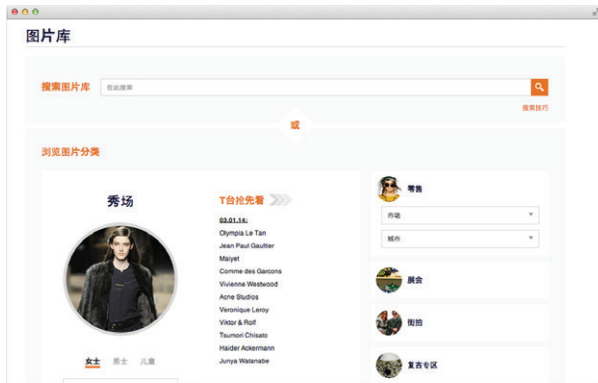 图片库
搜索图片库
在此搜索
搜索技巧
或
浏览图片分类
秀场
女士 男士 儿童
T台抢先看
03.01.14:
Olympia Le Tan
Jean Paul Gaultier
Maiyet
Comme des Garcons
Vivienne Westwood
Acne Studios
Veronique Leroy
Viktor & Rolf
Tsumori Chisato
Haider Ackermann
Junya Watanabe
零售
市场
城市
展会
街拍
复古专区